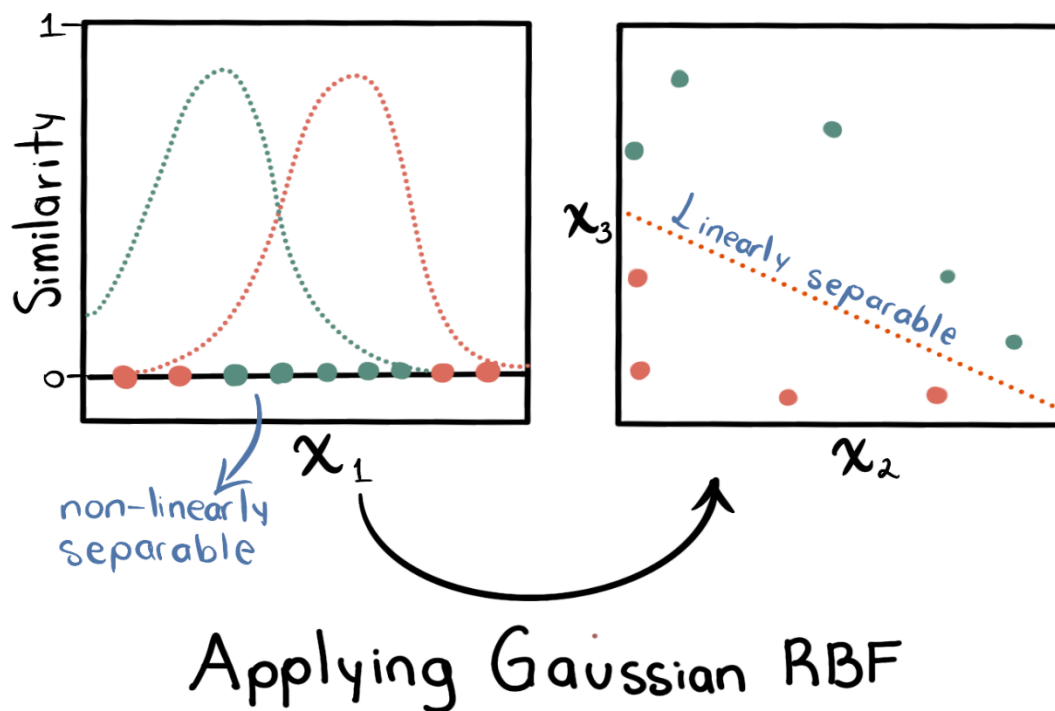 1
Similarity
0
x₁
non-linearly
separable
x₃
Linearly separable
x₂
Applying Gaussian RBF